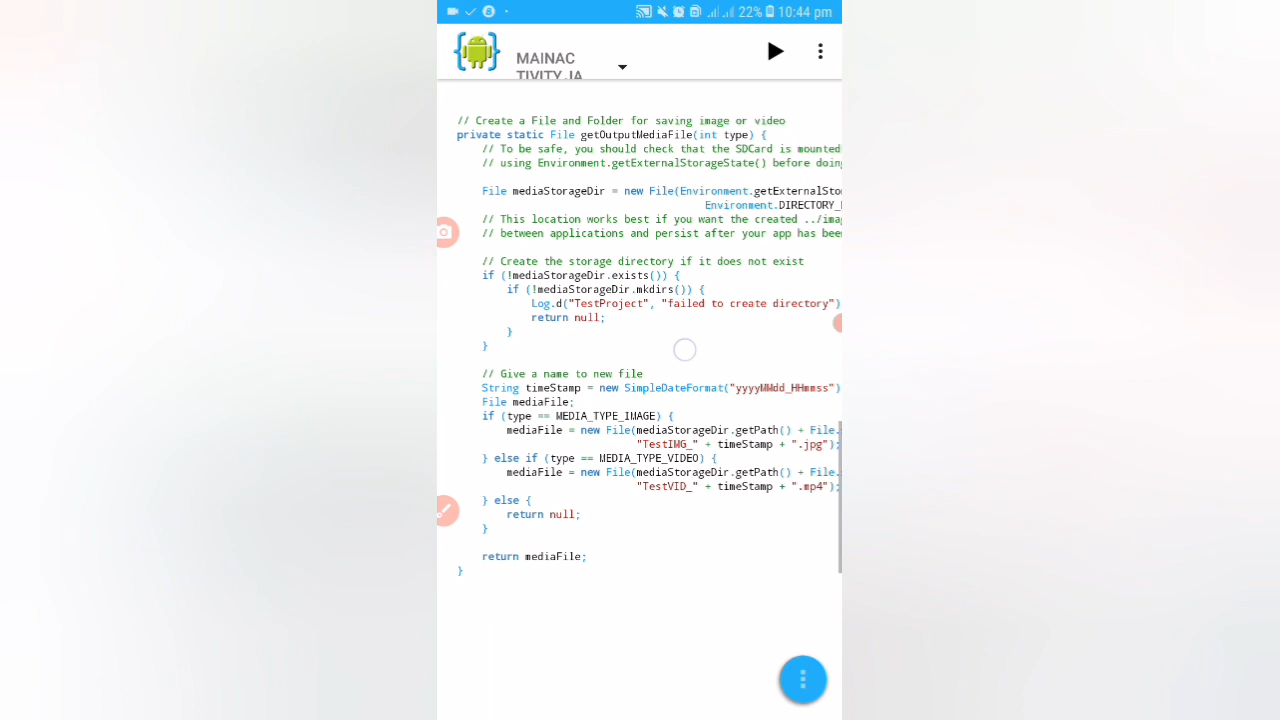 22% 10:44 pm
MAINAC
TIVITY.JA
// Create a File and Folder for saving image or video
private static File getOutputMediaFile(int type) {
// To be safe, you should check that the SDCard is mounted
// using Environment.getExternalStorageState() before doin
File mediaStorageDir = new File(Environment.getExternalSto
Environment.DIRECTORY_
// This location works best if you want the created ../ima
// between applications and persist after your app has bee
// Create the storage directory if it does not exist
if (!mediaStorageDir.exists()) {
if (!mediaStorageDir.mkdirs()) {
Log.d("TestProject", "failed to create directory")
return null;
}
}
// Give a name to new file
String timeStamp = new SimpleDateFormat("yyyyMMdd_HHmmss")
File mediaFile;
if (type == MEDIA_TYPE_IMAGE) {
mediaFile = new File(mediaStorageDir.getPath() + File.
"TestIMG_" + timeStamp + ".jpg");
} else if (type == MEDIA_TYPE_VIDEO) {
mediaFile = new File(mediaStorageDir.getPath() + File.
"TestVID_" + timeStamp + ".mp4");
} else {
return null;
}
return mediaFile;
}